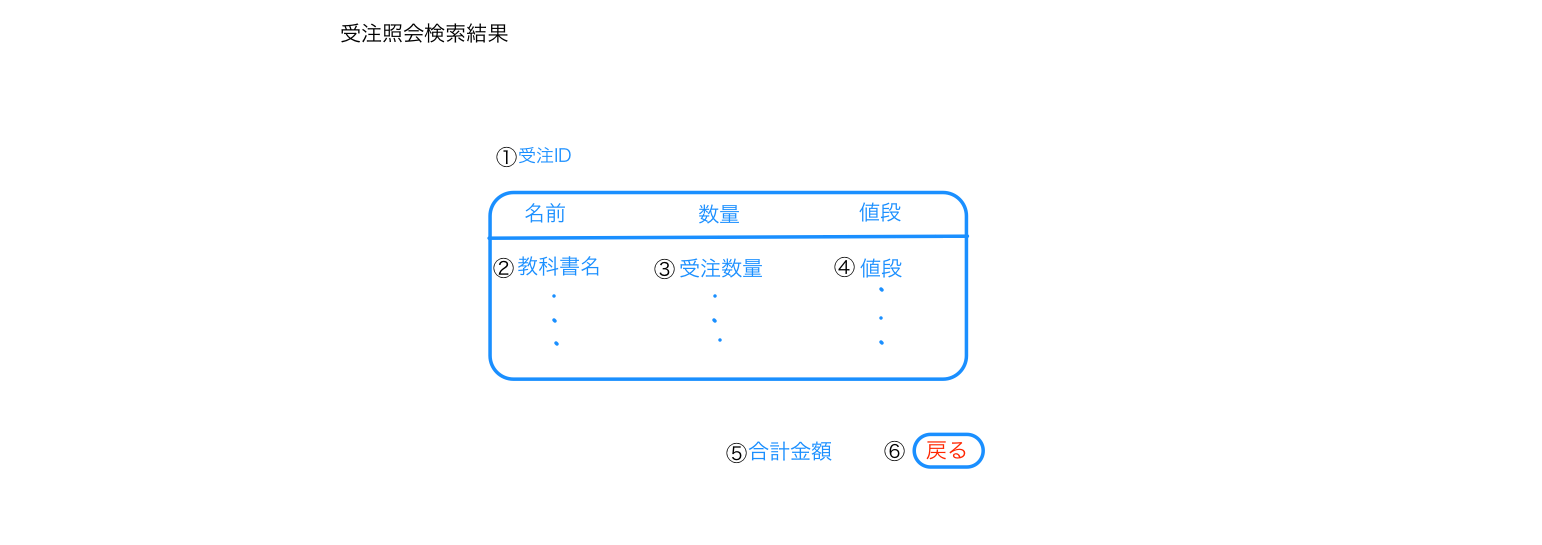 受注照会検索結果
①受注ID
名前 数量 値段
②教科書名 ③受注数量 ④値段
⑤合計金額 ⑥戻る